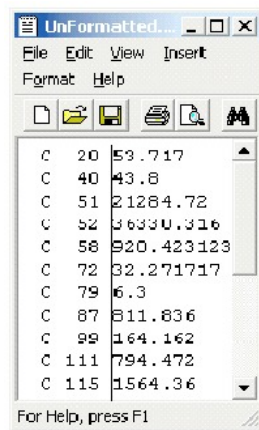 UnFormatted....
File Edit View Insert
Format Help
C 20 53.717
C 40 43.8
C 51 21284.72
C 52 36330.316
C 58 920.423123
C 72 32.271717
C 79 6.3
C 87 811.836
C 99 164.162
C 111 794.472
C 115 1564.36
For Help, press F1